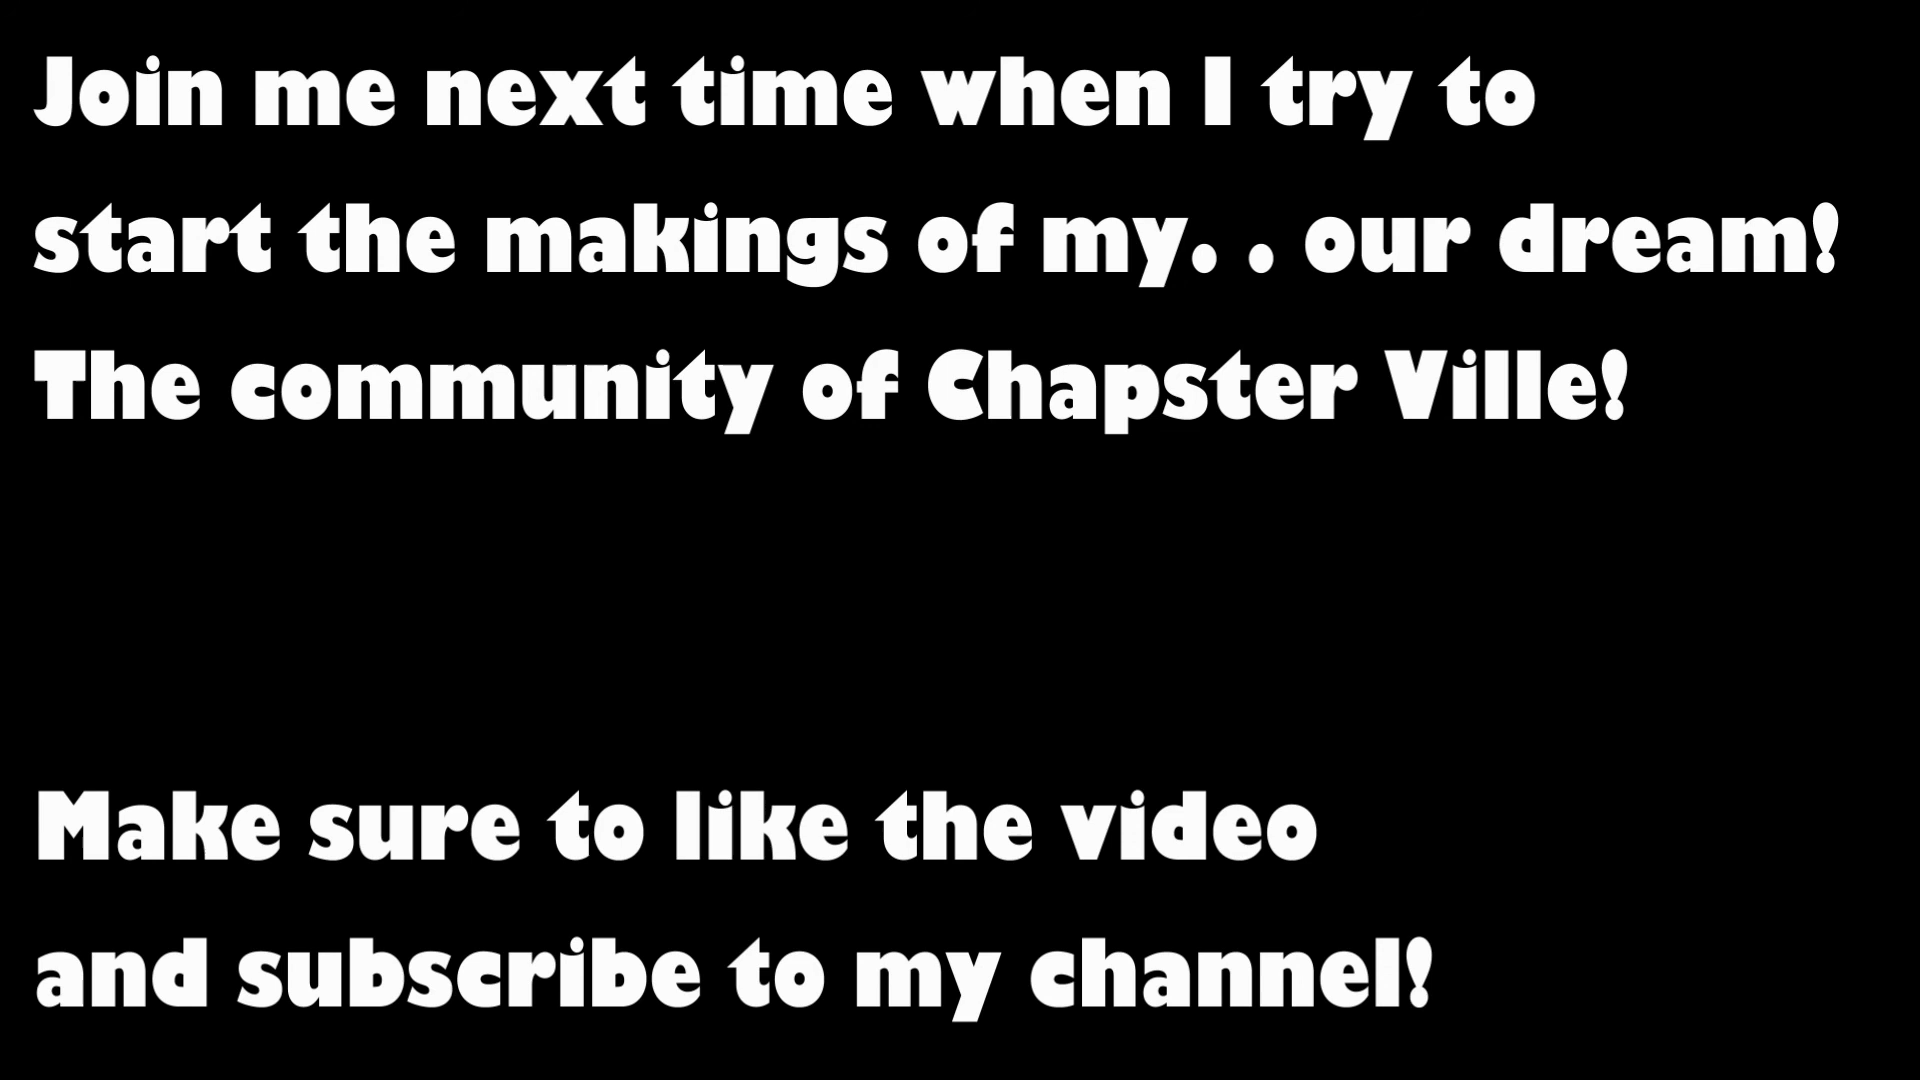 Join me next time when I try to
start the makings of my. . our dream!
The community of Chapster Ville!
Make sure to like the video
and subscribe to my channel!